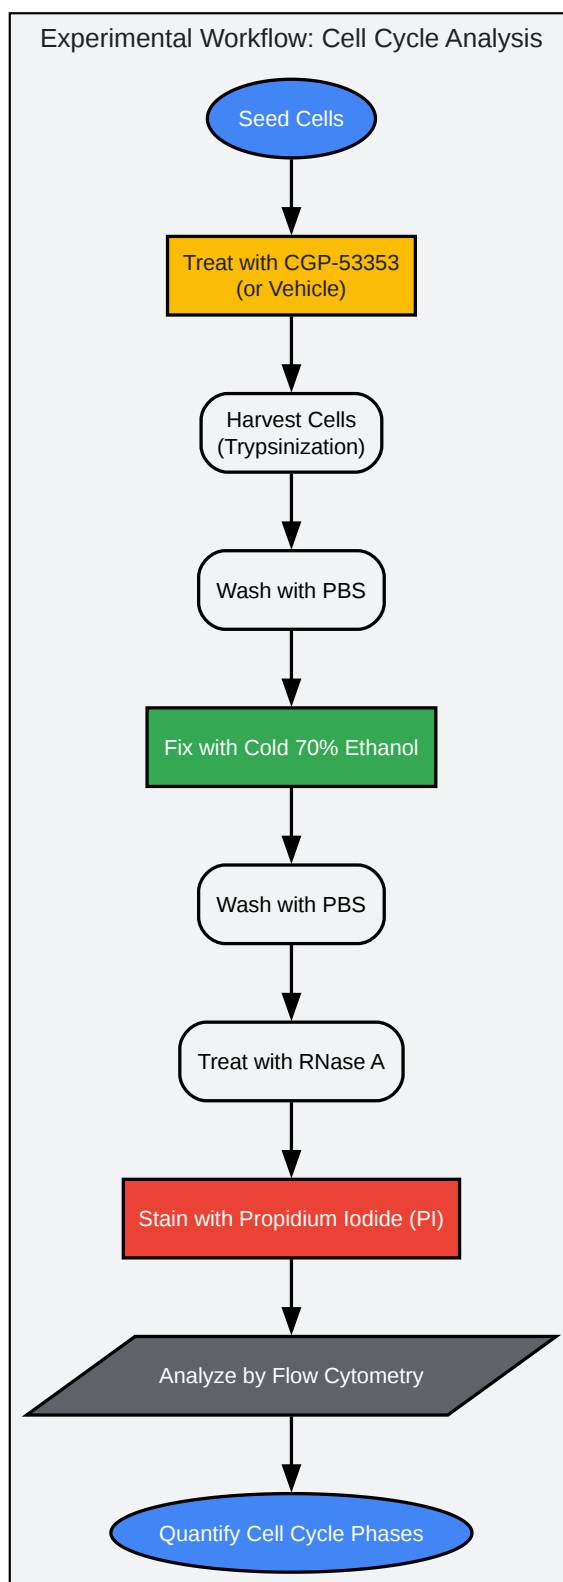 Experimental Workflow: Cell Cycle Analysis
Seed Cells
Treat with CGP-53353
(or Vehicle)
Harvest Cells
(Trypsinization)
Wash with PBS
Fix with Cold 70% Ethanol
Wash with PBS
Treat with RNase A
Stain with Propidium Iodide (PI)
Analyze by Flow Cytometry
Quantify Cell Cycle Phases